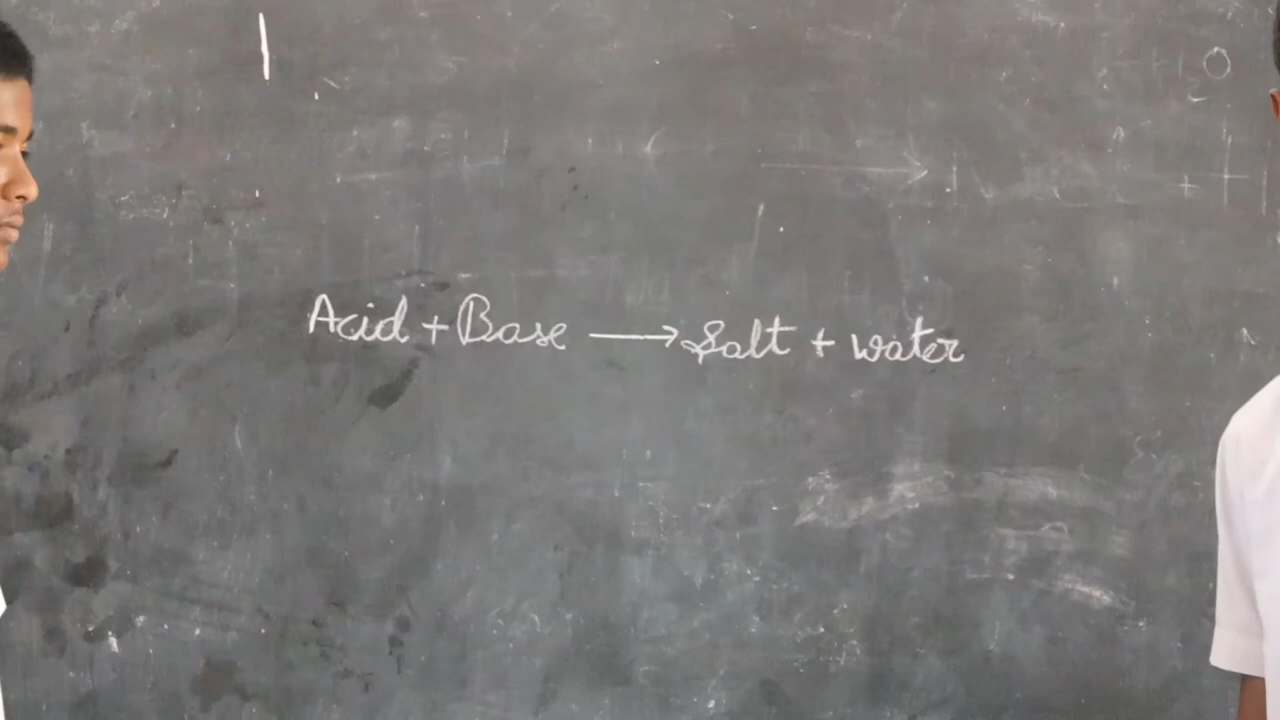 Acid + Base → Salt + water